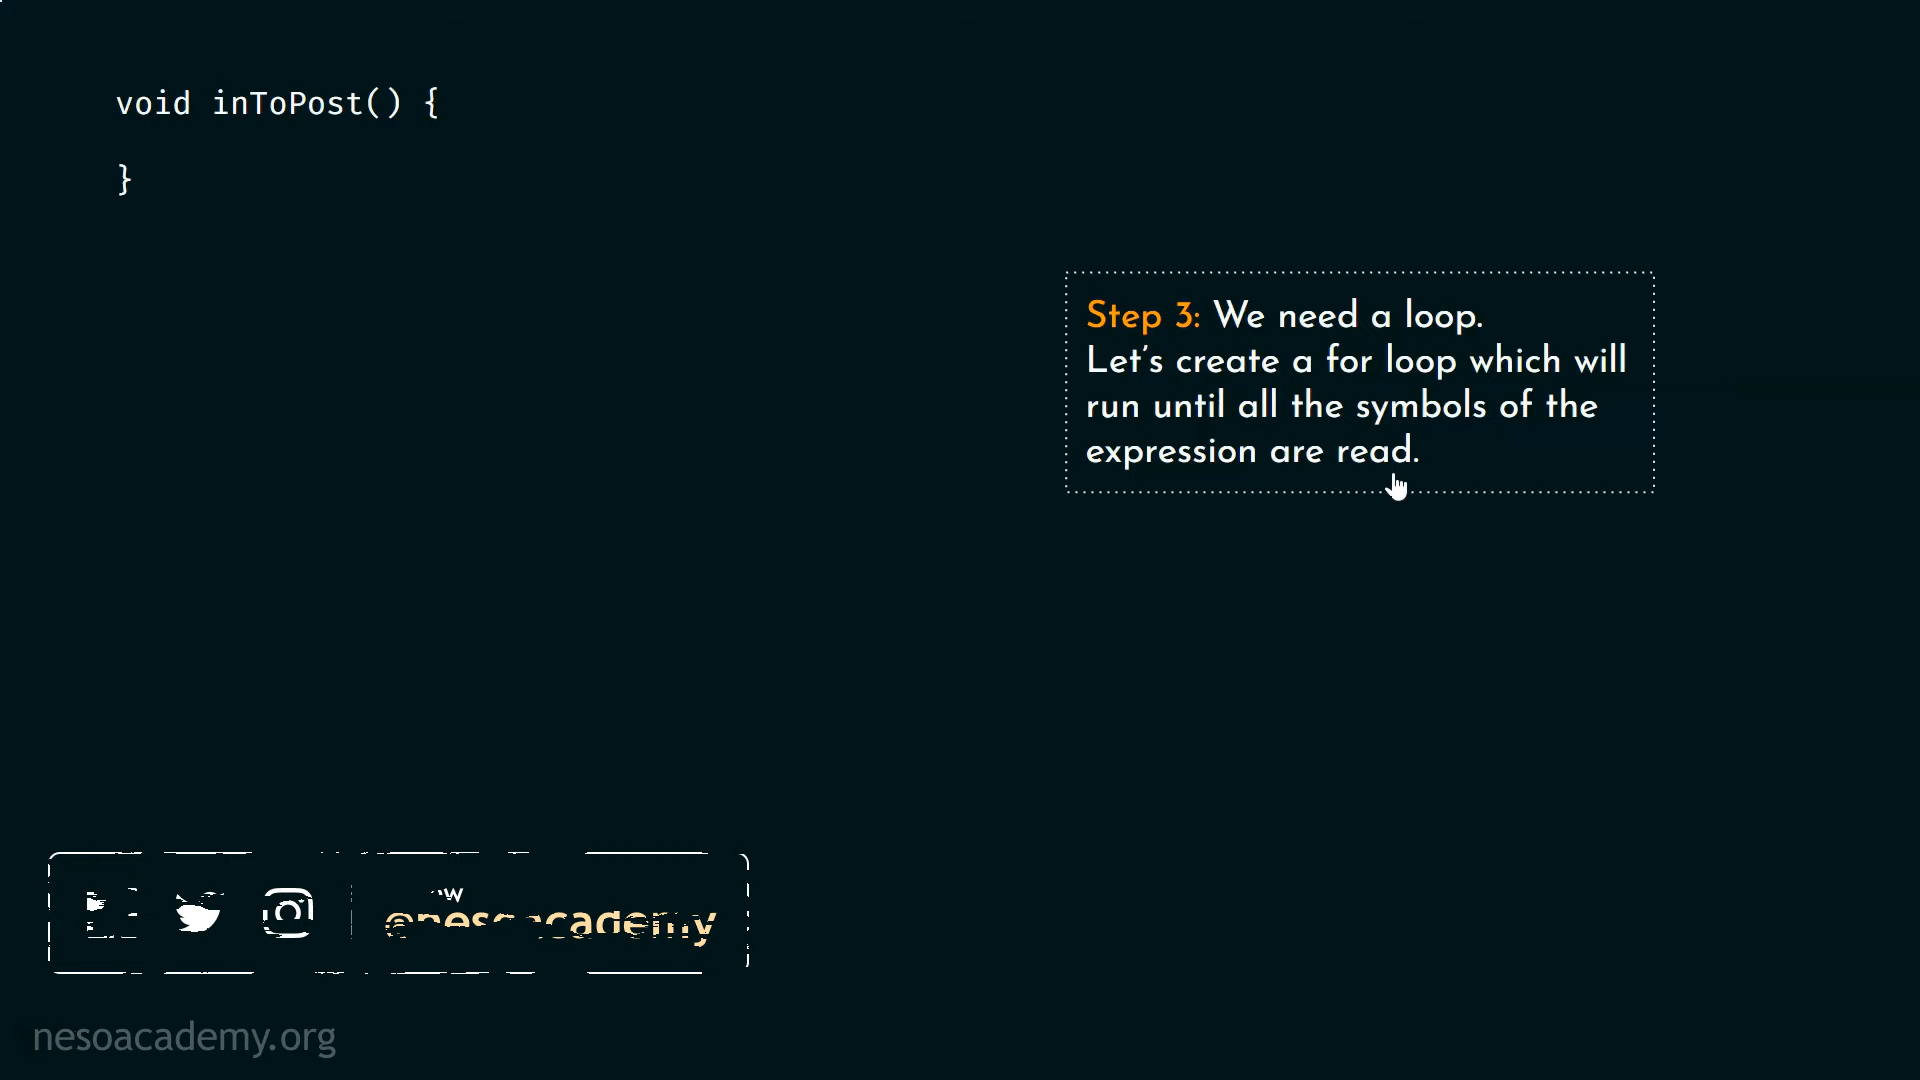 void inToPost() {
}
Step 3: We need a loop.
Let's create a for loop which will
run until all the symbols of the
expression are read.
@nesoacademy
nesoacademy.org